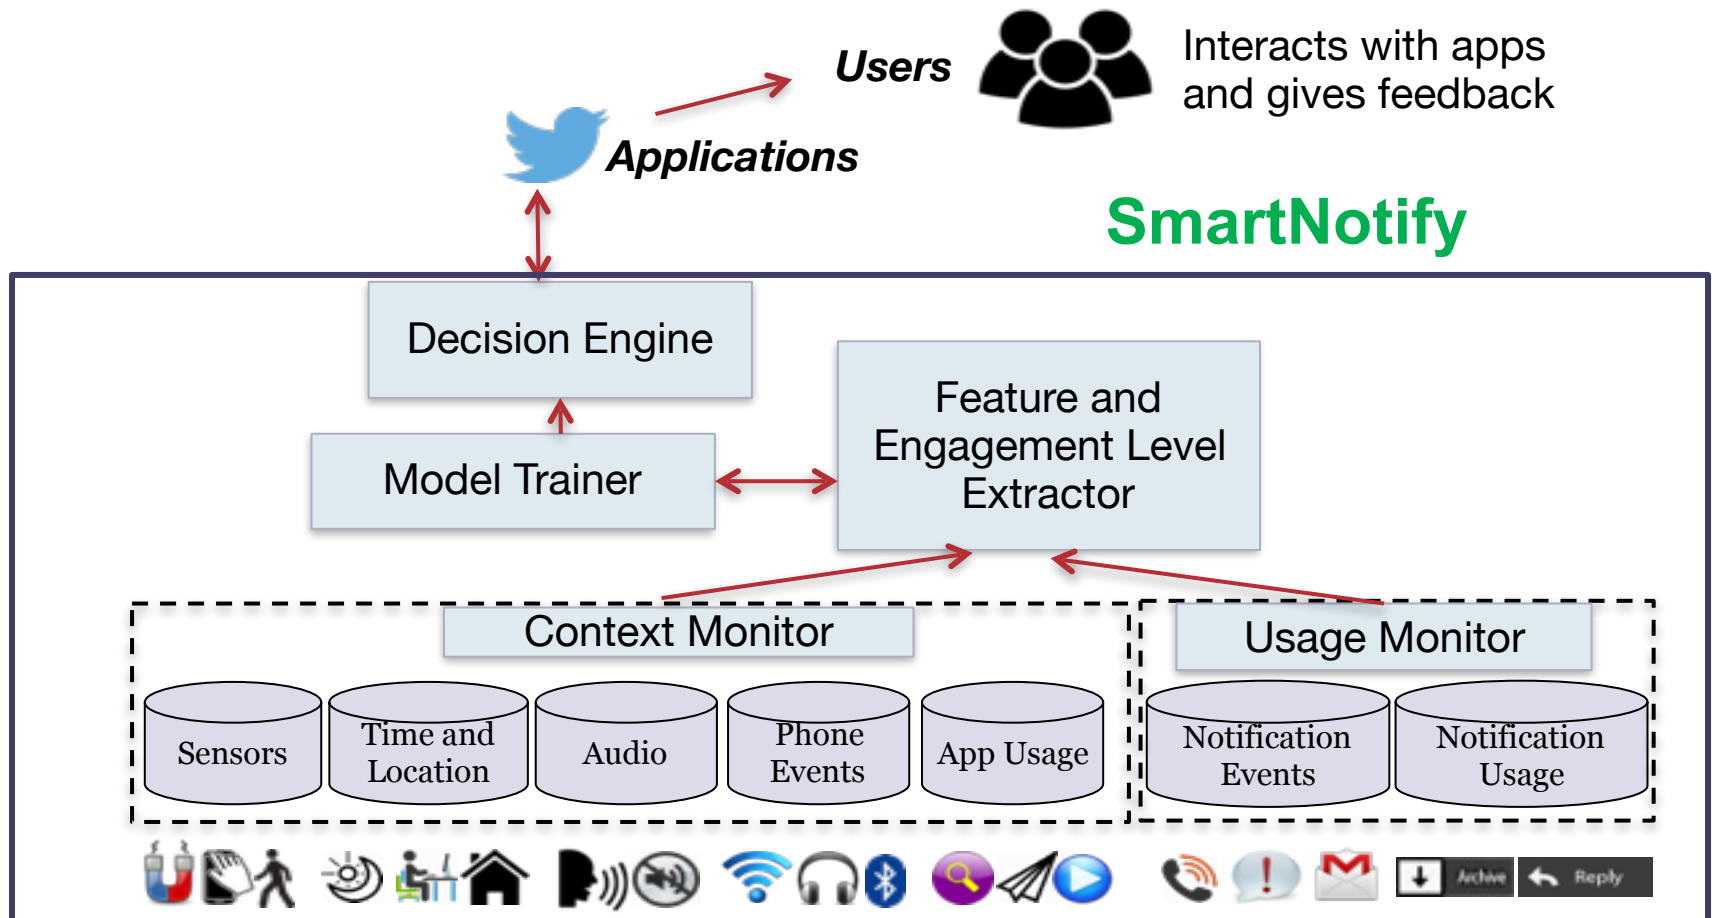 Users
Interacts with apps
and gives feedback
Applications
SmartNotify
Decision Engine
Feature and
Engagement Level
Extractor
Model Trainer
Context Monitor
Usage Monitor
Sensors
Time and
Location
Audio
Phone
Events
App Usage
Notification
Events
Notification
Usage
Archive
Reply